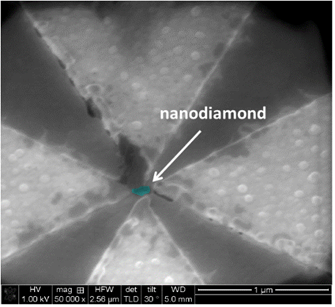 nanodiamond
HV mag HFW det tilt WD
1.00 kV 50 000 x 2.56 µm TLD 30 ° 5.0 mm
1 µm